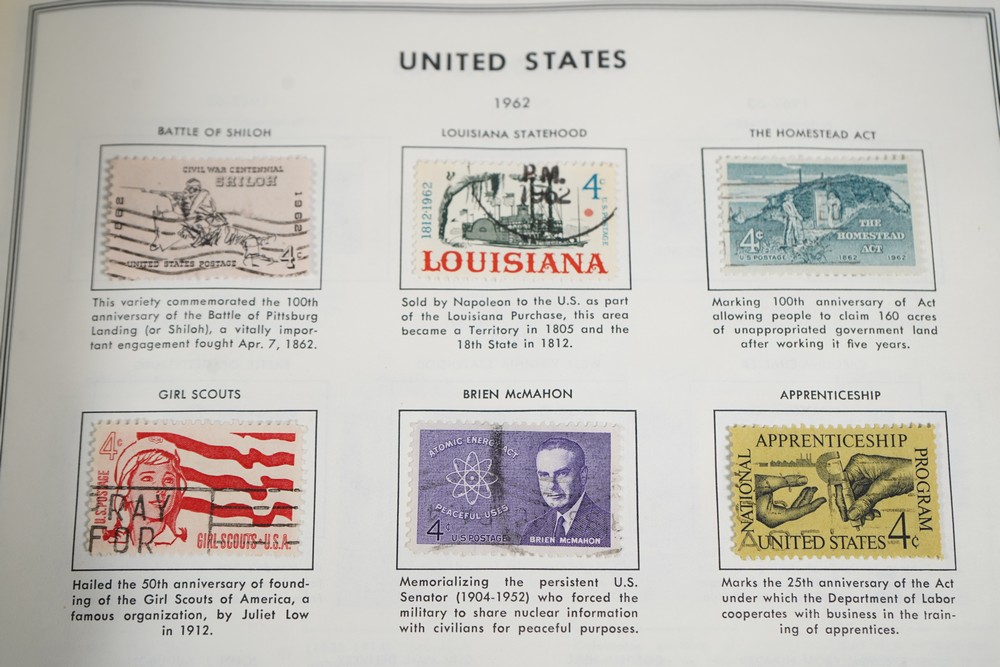 UNITED STATES
1962
BATTLE OF SHILOH
CIVIL WAR CENTENNIAL
SHILOH
1862
1962
4¢
UNITED STATES POSTAGE
This variety commemorated the 100th
anniversary of the Battle of Pittsburg
Landing (or Shiloh), a vitally impor-
tant engagement fought Apr. 7, 1862.
LOUISIANA STATEHOOD
P.M.
1962
1812-1962
4¢
U.S. POSTAGE
LOUISIANA
Sold by Napoleon to the U.S. as part
of the Louisiana Purchase, this area
became a Territory in 1805 and the
18th State in 1812.
THE HOMESTEAD ACT
4¢
THE
HOMESTEAD
ACT
U.S. POSTAGE 1862 1962
Marking 100th anniversary of Act
allowing people to claim 160 acres
of unappropriated government land
after working it five years.
GIRL SCOUTS
4¢
U.S. POSTAGE
RAY
FOR
GIRL·SCOUTS·U.S.A.
Hailed the 50th anniversary of found-
ing of the Girl Scouts of America, a
famous organization, by Juliet Low
in 1912.
BRIEN McMAHON
ATOMIC ENERGY ACT
PEACEFUL USES
4¢
U.S. POSTAGE
BRIEN McMAHON
Memorializing the persistent U.S.
Senator (1904-1952) who forced the
military to share nuclear information
with civilians for peaceful purposes.
APPRENTICESHIP
APPRENTICESHIP
NATIONAL
PROGRAM
UNITED STATES 4¢
Marks the 25th anniversary of the Act
under which the Department of Labor
cooperates with business in the train-
ing of apprentices.